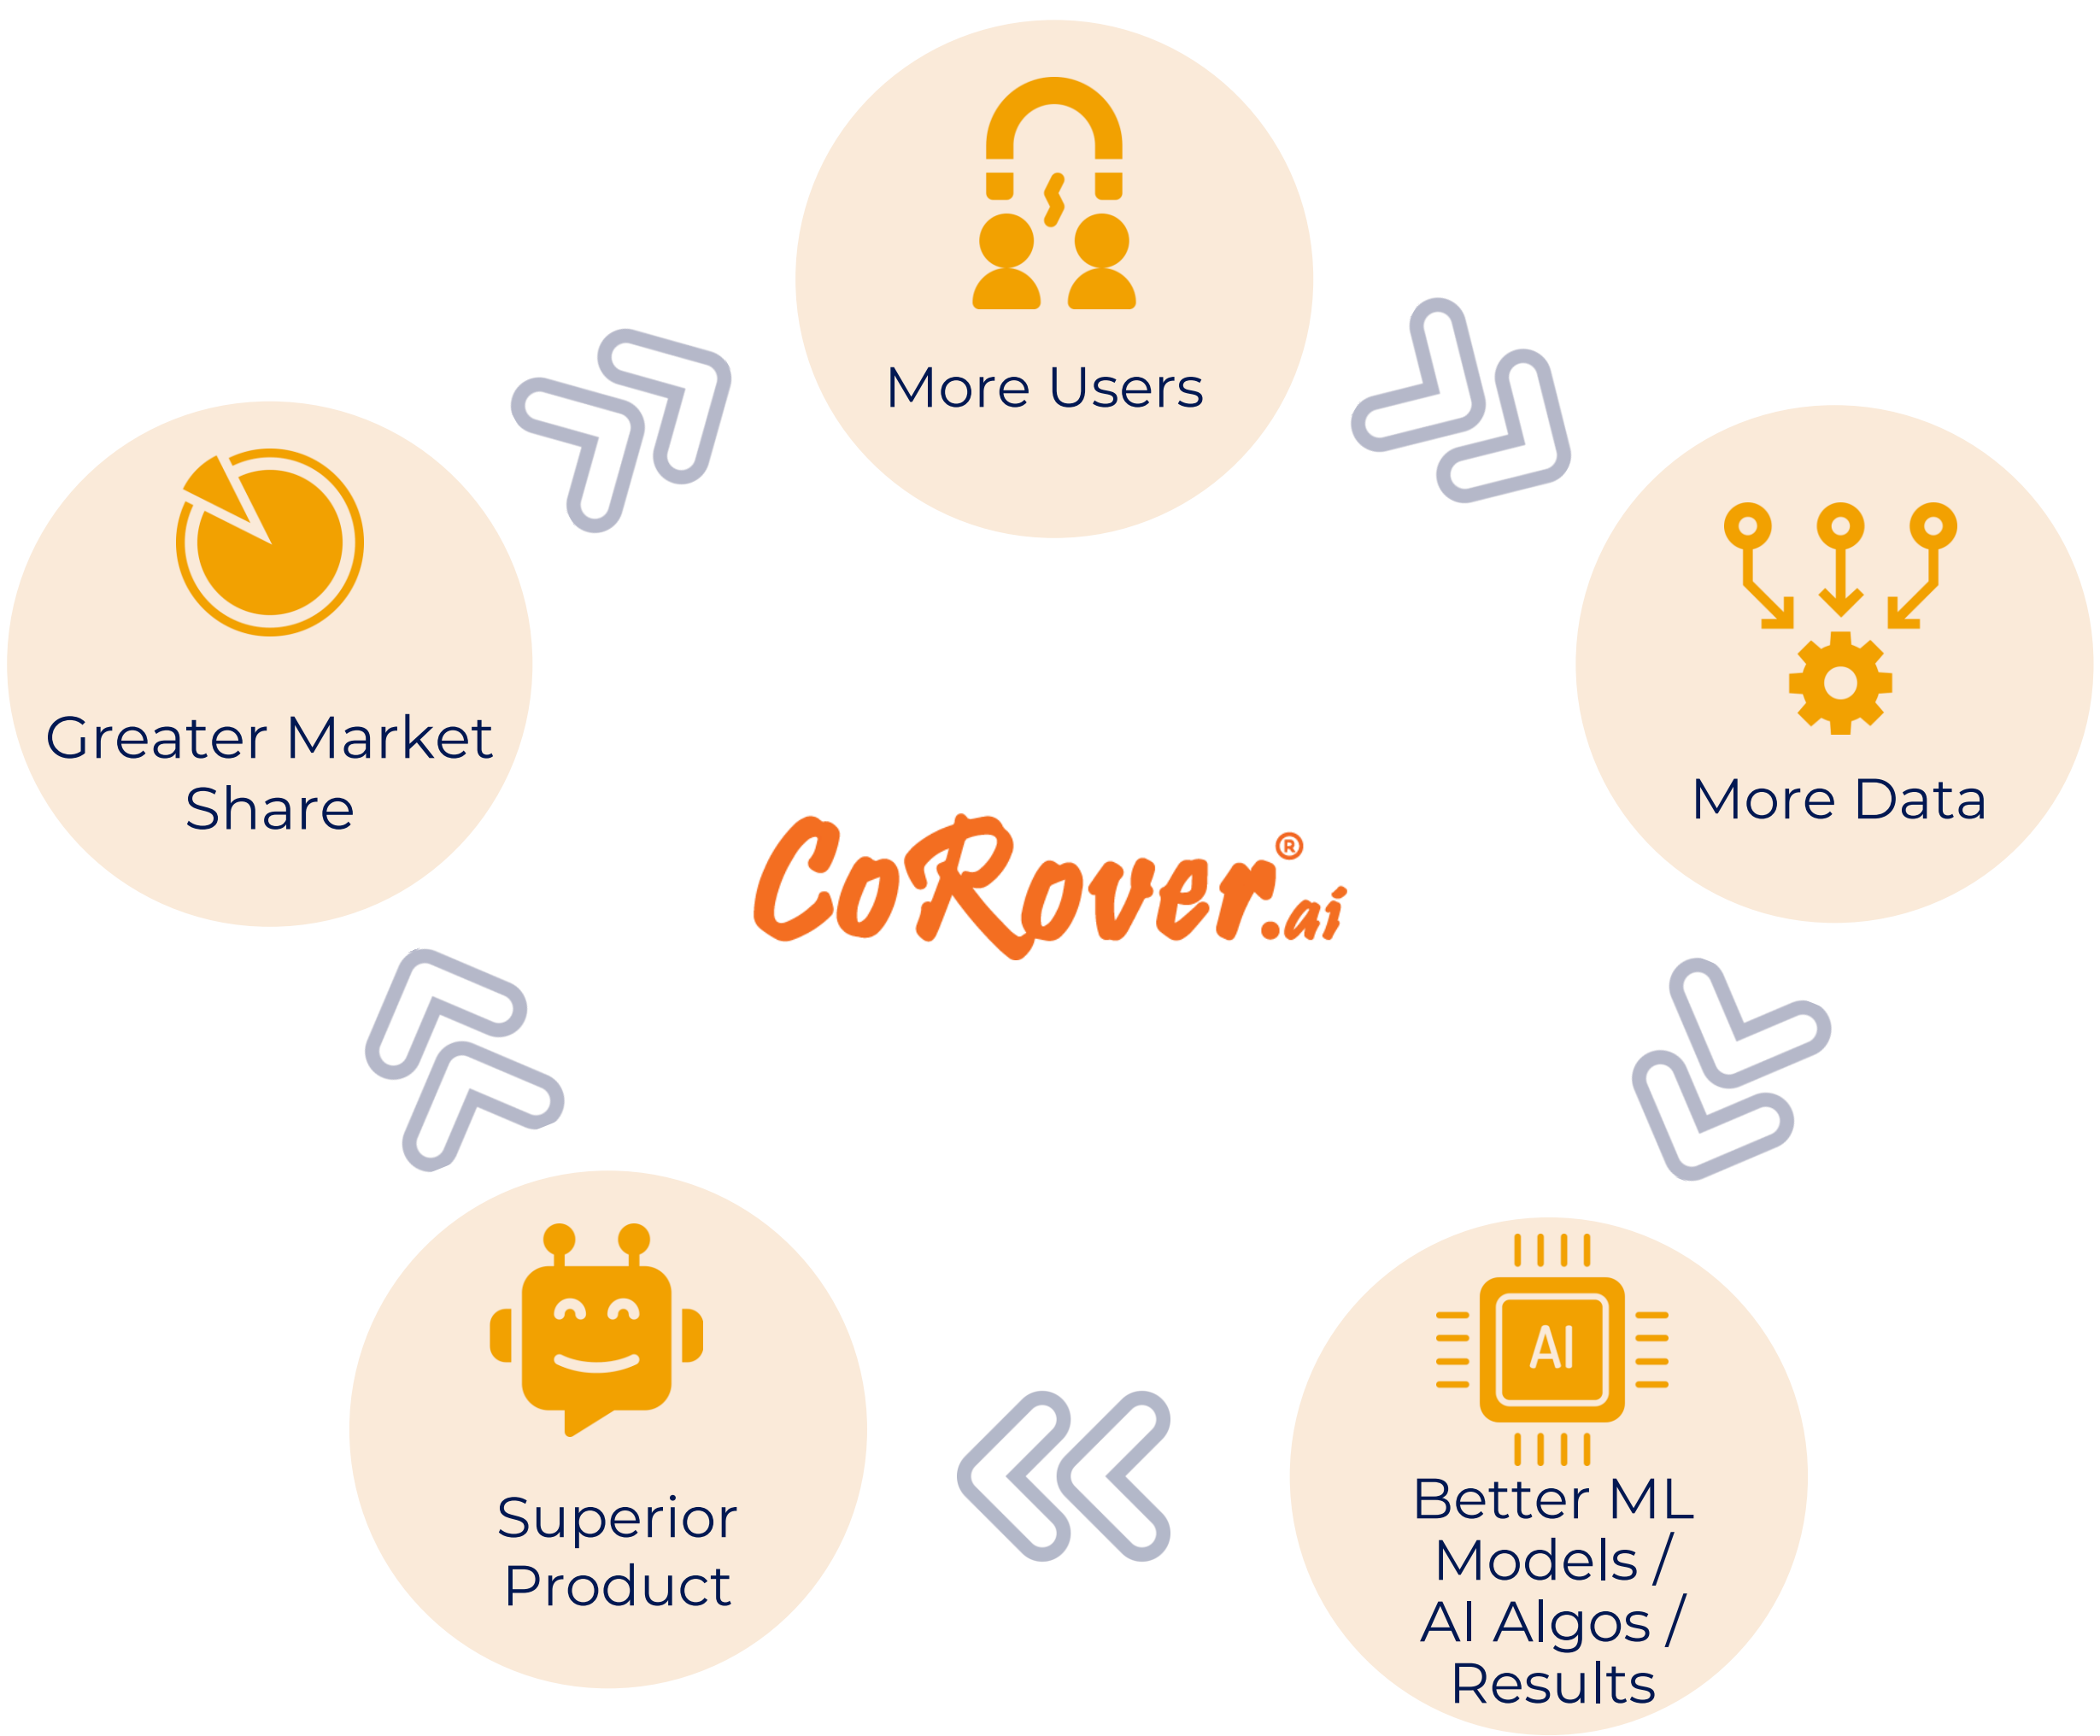 More Users
Greater Market
Share
More Data
CoRover®.ai
AI
Superior
Product
Better ML
Models /
AI Algos /
Results